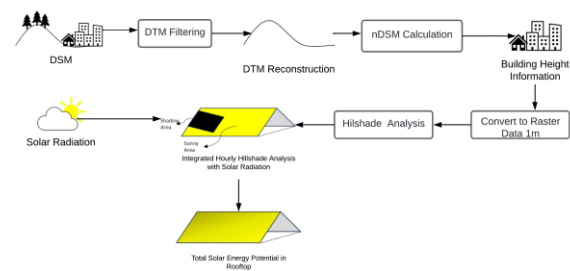 DTM Filtering
nDSM Calculation
DSM
DTM Reconstruction
Building Height
Information
Shadow
Area
Solar Radiation
Sunny
Area
Hilshade Analysis
Convert to Raster
Data 1m
Integrated Hourly Hillshade Analysis
with Solar Radiation
Total Solar Energy Potential in
Rooftop